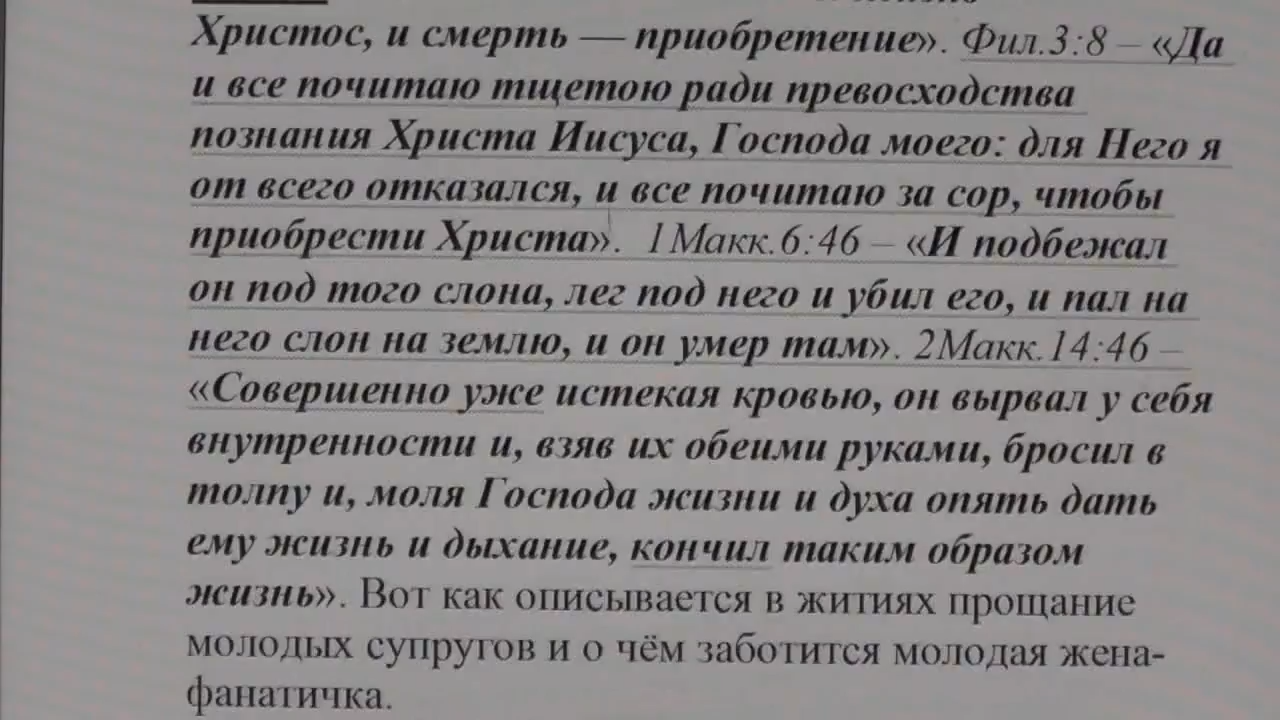 Христос, и смерть — приобретение». Фил.3:8 – «Да
и все почитаю тщетою ради превосходства
познания Христа Иисуса, Господа моего: для Него я
от всего отказался, и все почитаю за сор, чтобы
приобрести Христа». 1Макк.6:46 – «И подбежал
он под того слона, лег под него и убил его, и пал на
него слон на землю, и он умер там». 2Макк.14:46 –
«Совершенно уже истекая кровью, он вырвал у себя
внутренности и, взяв их обеими руками, бросил в
толпу и, моля Господа жизни и духа опять дать
ему жизнь и дыхание, кончил таким образом
жизнь». Вот как описывается в житиях прощание
молодых супругов и о чём заботится молодая жена-
фанатичка.